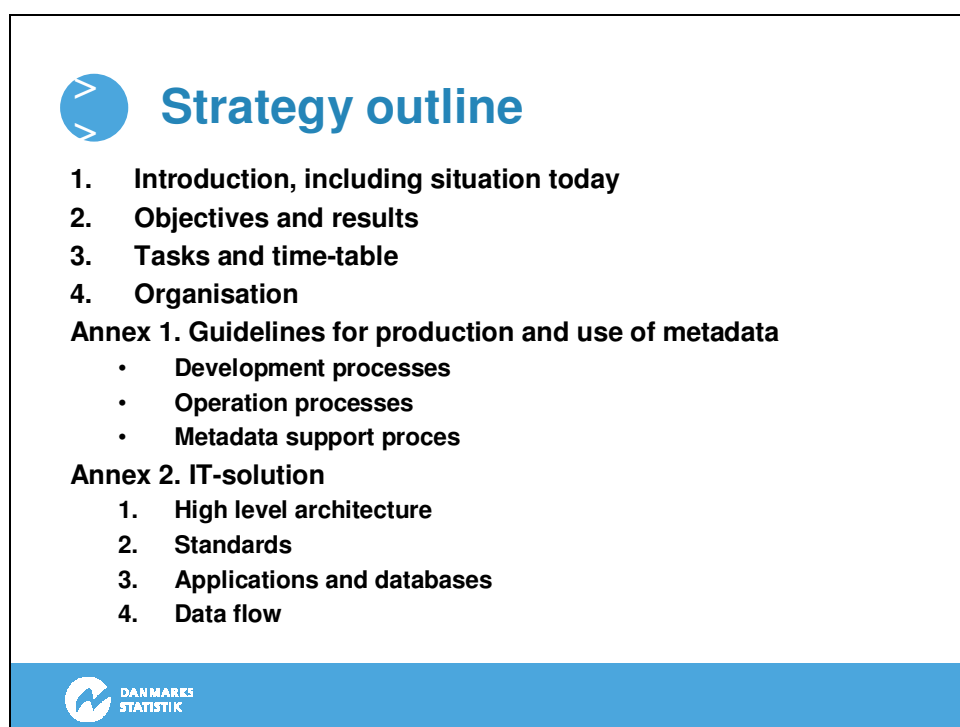 >
>
Strategy outline
1. Introduction, including situation today
2. Objectives and results
3. Tasks and time-table
4. Organisation
Annex 1. Guidelines for production and use of metadata
• Development processes
• Operation processes
• Metadata support proces
Annex 2. IT-solution
1. High level architecture
2. Standards
3. Applications and databases
4. Data flow
DANMARKS
STATISTIK